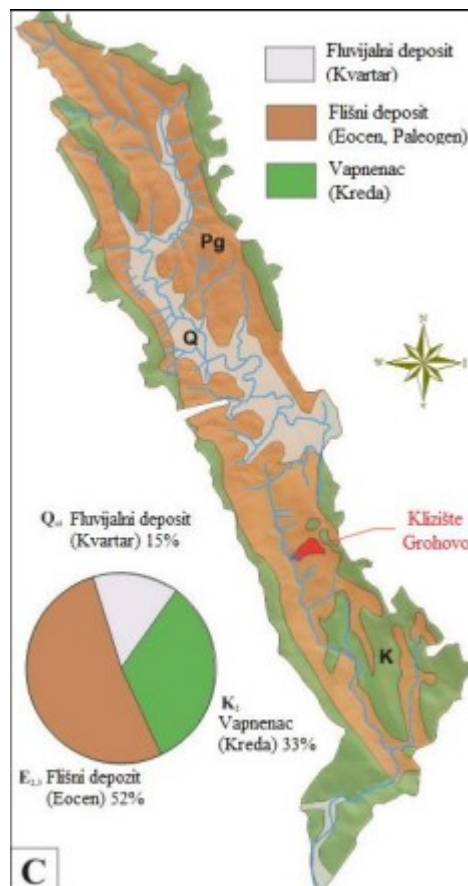 Fluvijalni deposit
(Kvartar)
Flišni deposit
(Eocen, Paleogen)
Vapnenac
(Kreda)
Pg
Q
Fluvijalni deposit
(Kvartar) 15%
Klizište
Grohovo
K
K₁
Vapnenac
(Kreda) 33%
Flišni depozit
(Eocen) 52%
C